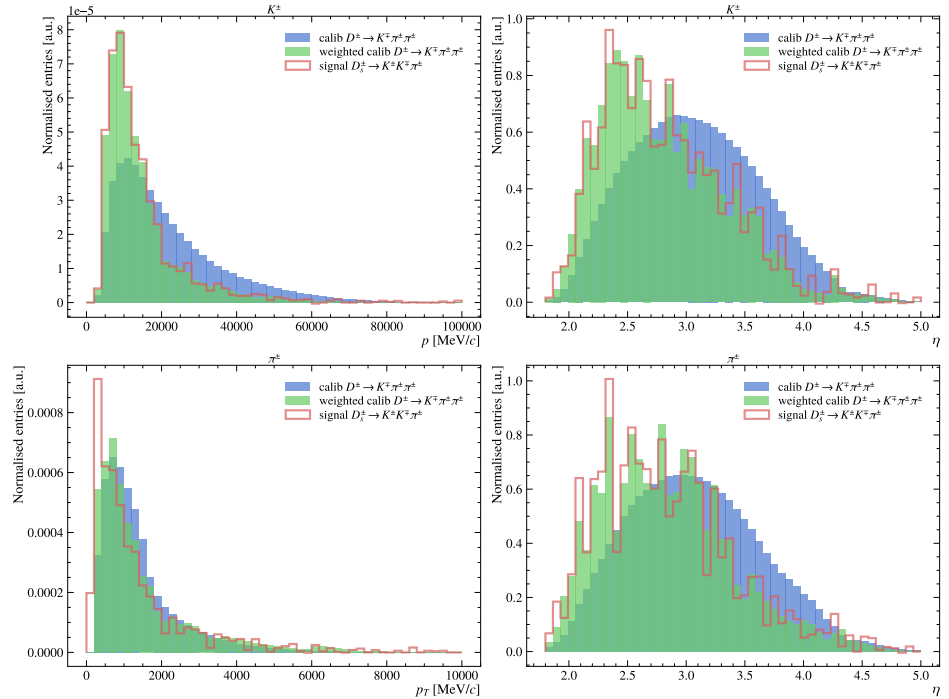 K±
1e−5
Normalised entries [a.u.]
calib D± → K∓π±π±
weighted calib D± → K∓π±π±
signal Ds± → K±K∓π±
8
7
6
5
4
3
2
1
0
0 20000 40000 60000 80000 100000
p [MeV/c]
K±
Normalised entries [a.u.]
calib D± → K∓π±π±
weighted calib D± → K∓π±π±
signal Ds± → K±K∓π±
1.0
0.8
0.6
0.4
0.2
0.0
2.0 2.5 3.0 3.5 4.0 4.5 5.0
η
π±
Normalised entries [a.u.]
calib D± → K∓π±π±
weighted calib D± → K∓π±π±
signal Ds± → K±K∓π±
0.0008
0.0006
0.0004
0.0002
0.0000
0 2000 4000 6000 8000 10000
pT [MeV/c]
π±
Normalised entries [a.u.]
calib D± → K∓π±π±
weighted calib D± → K∓π±π±
signal Ds± → K±K∓π±
1.0
0.8
0.6
0.4
0.2
0.0
2.0 2.5 3.0 3.5 4.0 4.5 5.0
η